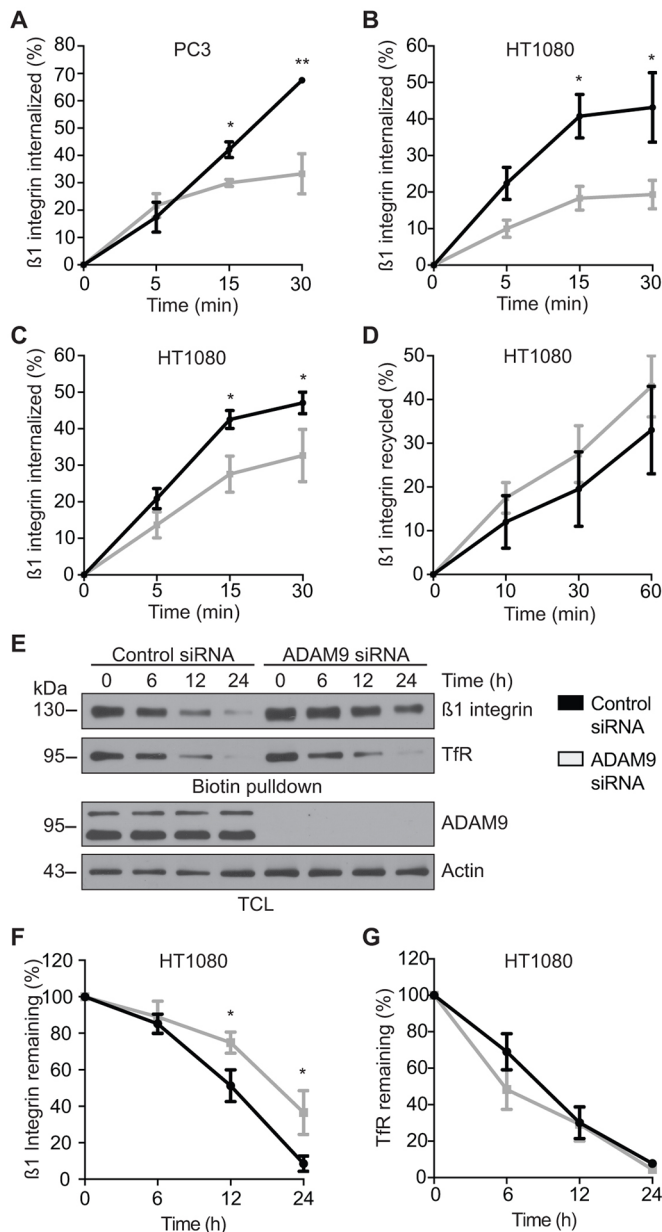 A
PC3
ß1 integrin internalized (%)
80
70
60
50
40
30
20
10
0
*
**
0 5 15 30
Time (min)
B
HT1080
ß1 integrin internalized (%)
60
50
40
30
20
10
0
*
*
0 5 15 30
Time (min)
C
HT1080
ß1 integrin internalized (%)
60
50
40
30
20
10
0
*
*
0 5 15 30
Time (min)
D
HT1080
ß1 integrin recycled (%)
50
40
30
20
10
0
0 10 30 60
Time (min)
E
Control siRNA ADAM9 siRNA
0 6 12 24 0 6 12 24 Time (h)
kDa
130– ß1 integrin
95– TfR
Biotin pulldown
95– ADAM9
43– Actin
TCL
Control
siRNA
ADAM9
siRNA
F
HT1080
ß1 Integrin remaining (%)
120
100
80
60
40
20
0
*
*
0 6 12 24
Time (h)
G
HT1080
TfR remaining (%)
120
100
80
60
40
20
0
0 6 12 24
Time (h)